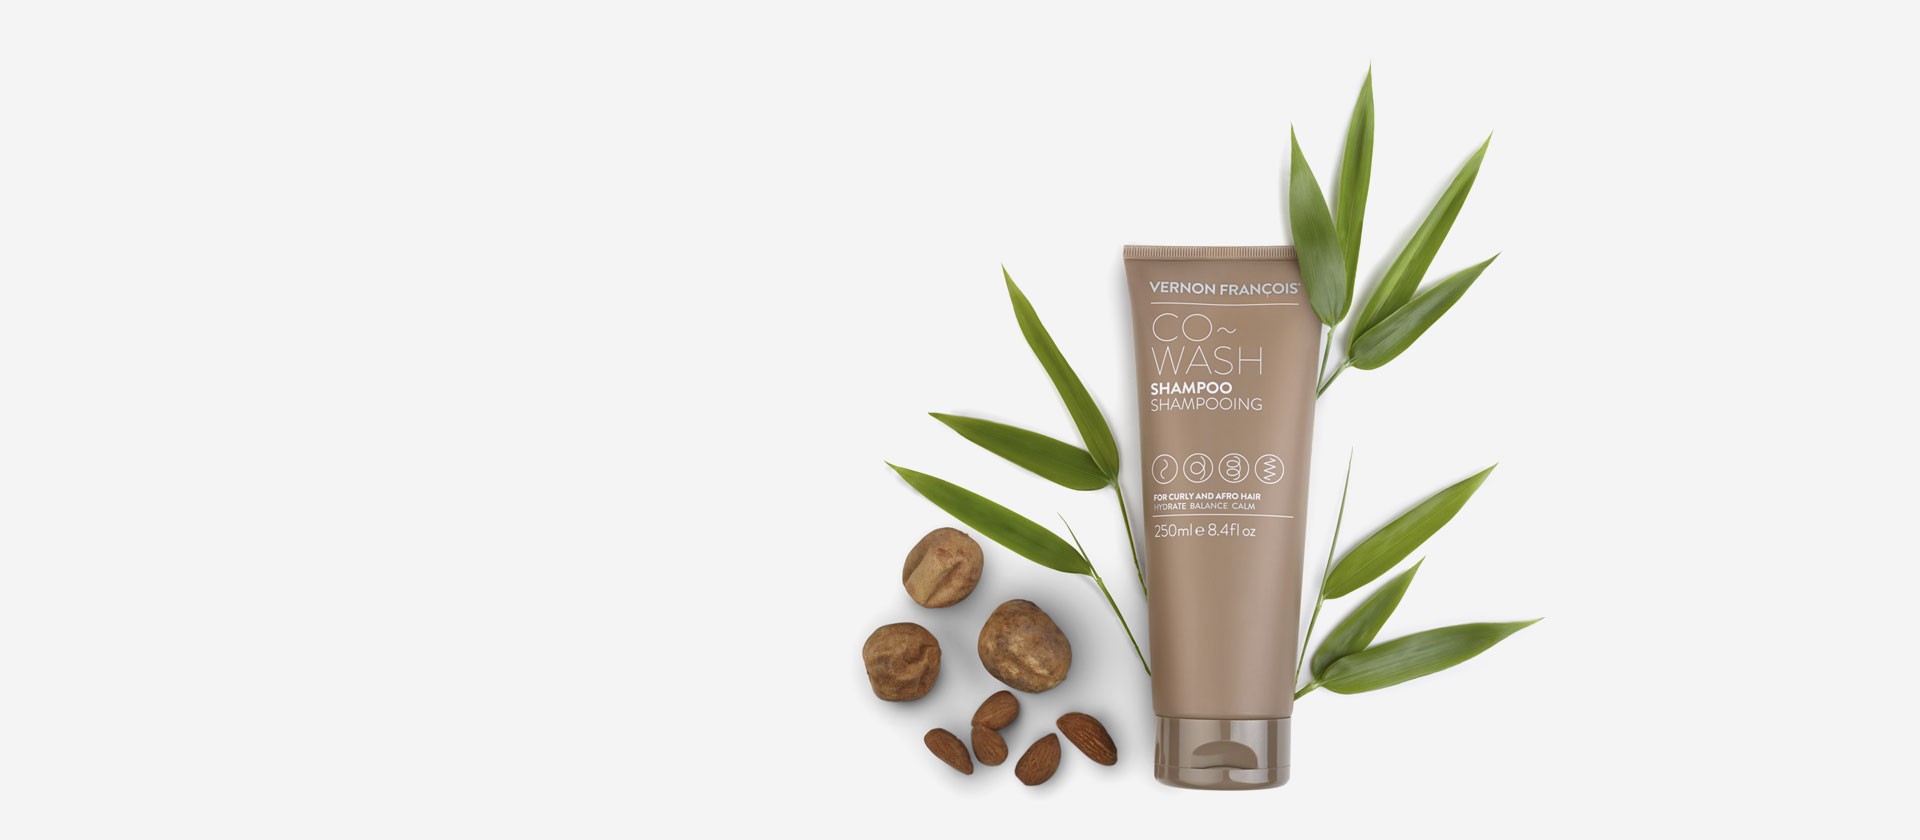 VERNON FRANÇOIS
CO~
WASH
SHAMPOO
SHAMPOOING
FOR CURLY AND AFRO HAIR
HYDRATE BALANCE CALM
250ml e 8.4fl oz